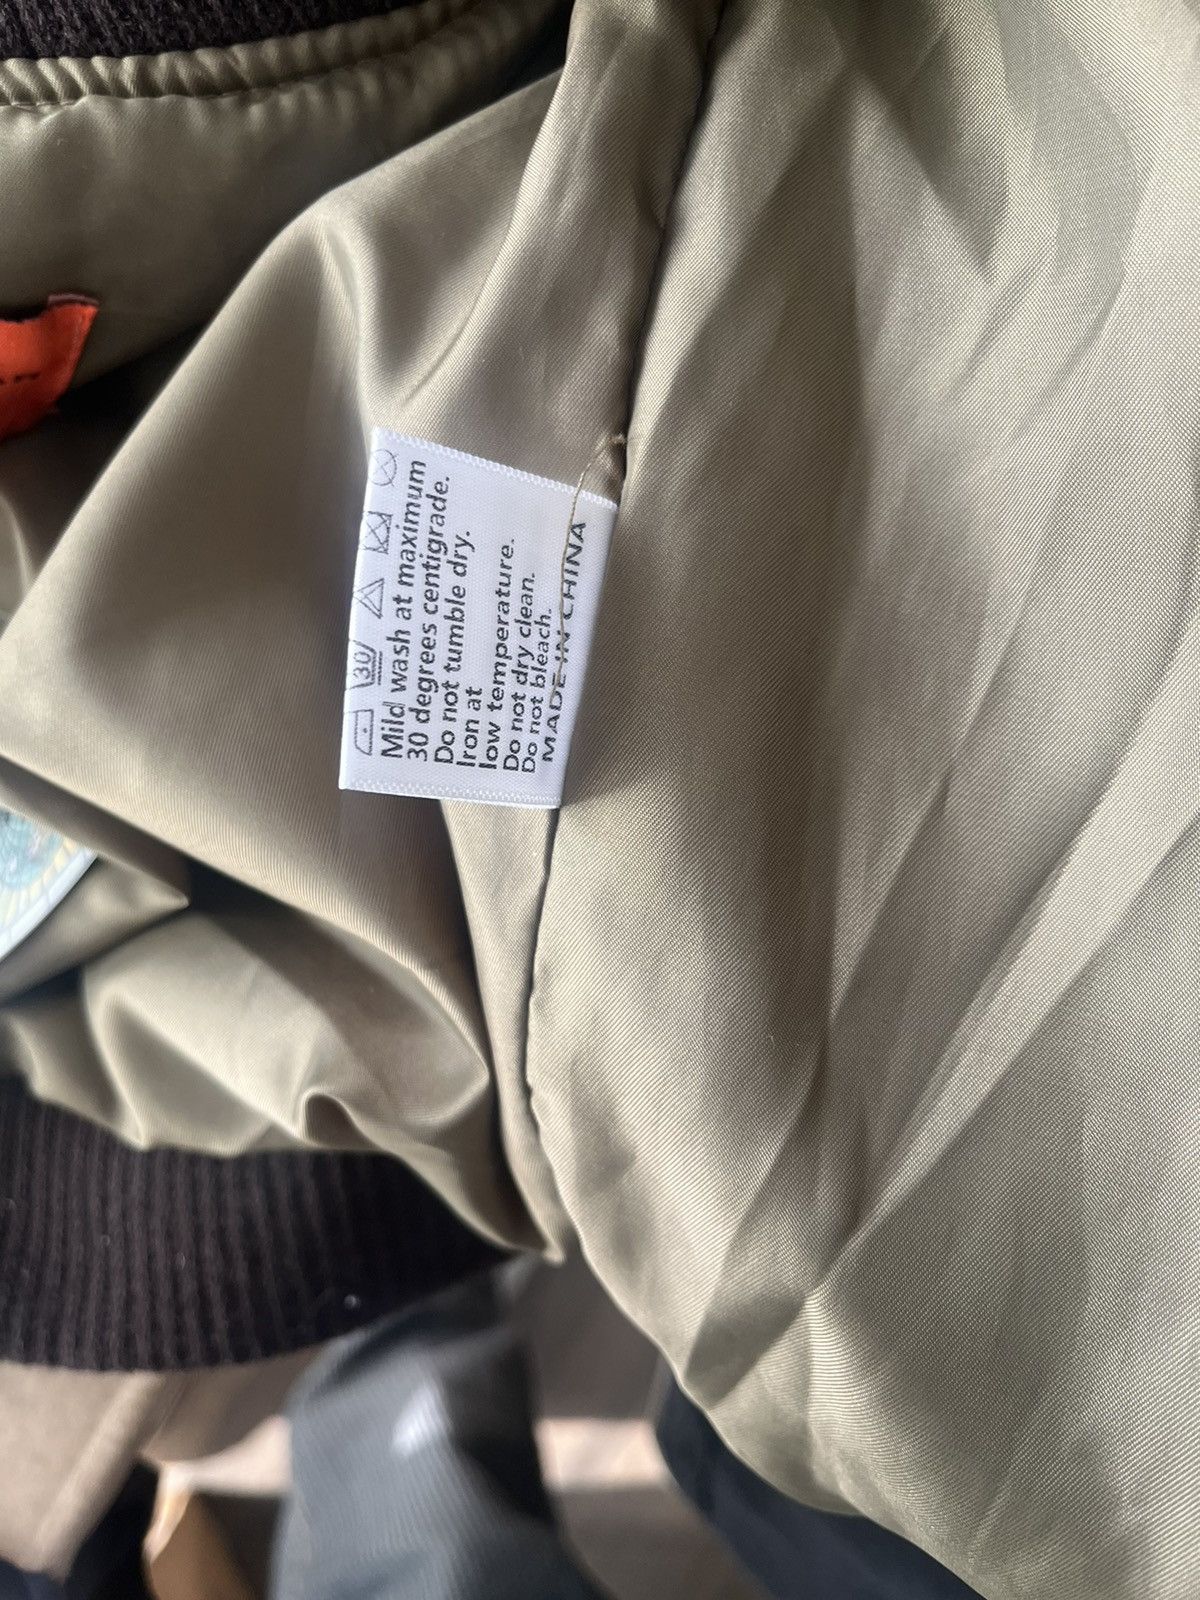 30
Mild wash at maximum
30 degrees centigrade.
Do not tumble dry.
Iron at
low temperature.
Do not dry clean.
Do not bleach.
MADE IN CHINA